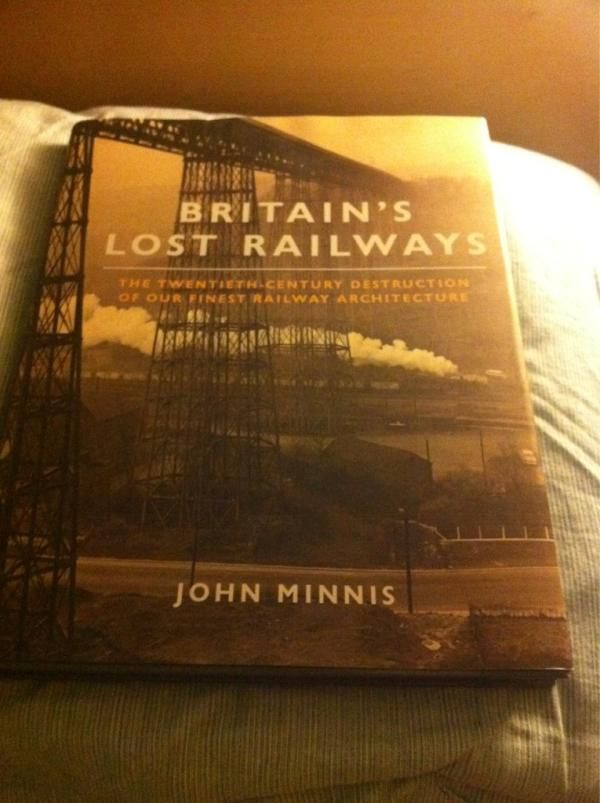 BRITAIN'S
LOST RAILWAYS
THE TWENTIETH-CENTURY DESTRUCTION
OF OUR FINEST RAILWAY ARCHITECTURE
JOHN MINNIS